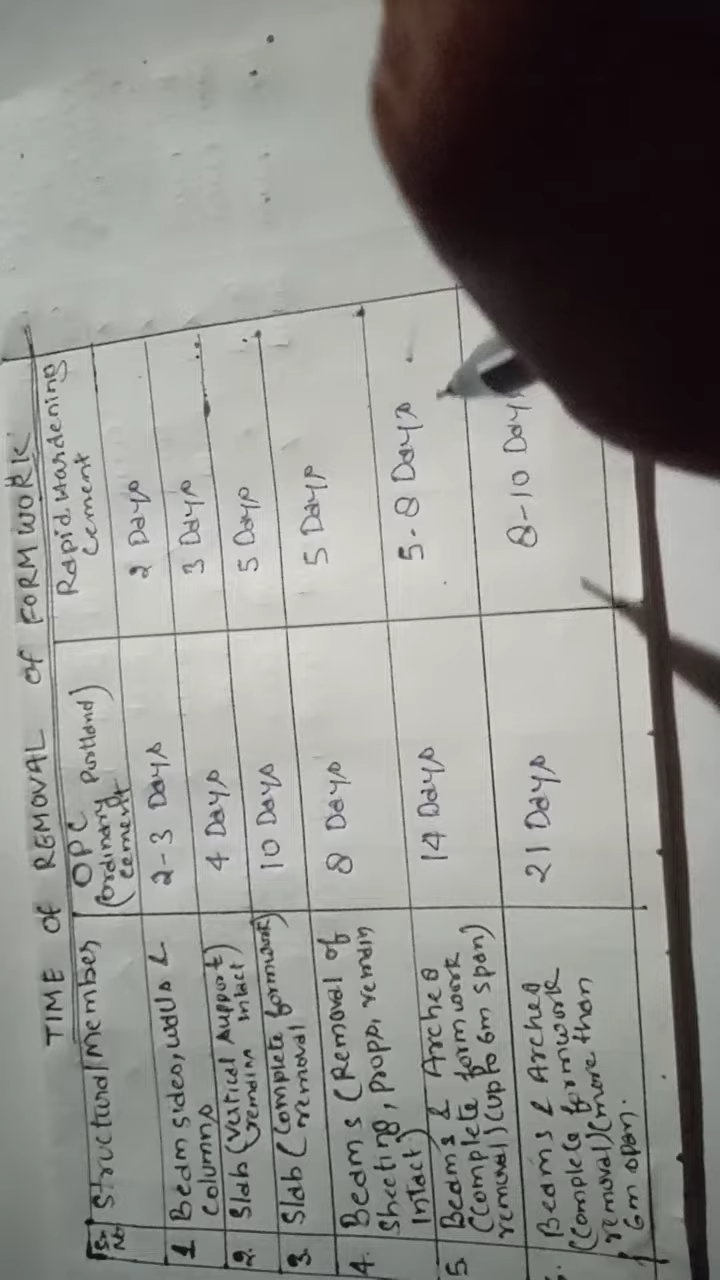 TIME OF REMOVAL OF FORMWORK
Sr. No Structural Member OPC (Ordinary Portland) cement Rapid Hardening cement
1. Beam sides, walls & Columns 2-3 Days 2 Days
2. Slab (Vertical Support) remains intact) 4 Days 3 Days
3. Slab (Complete formwork) removal 10 Days 5 Days
4. Beams (Removal of Sheeting, props, remain Intact) 8 Days 5 Days
5 Beams & Arches (Complete formwork removal) (up to 6m span) 14 Days 5-8 Days
. Beams & Arches (Complete formwork removal) (more than 6m span. 21 Days 8-10 Days